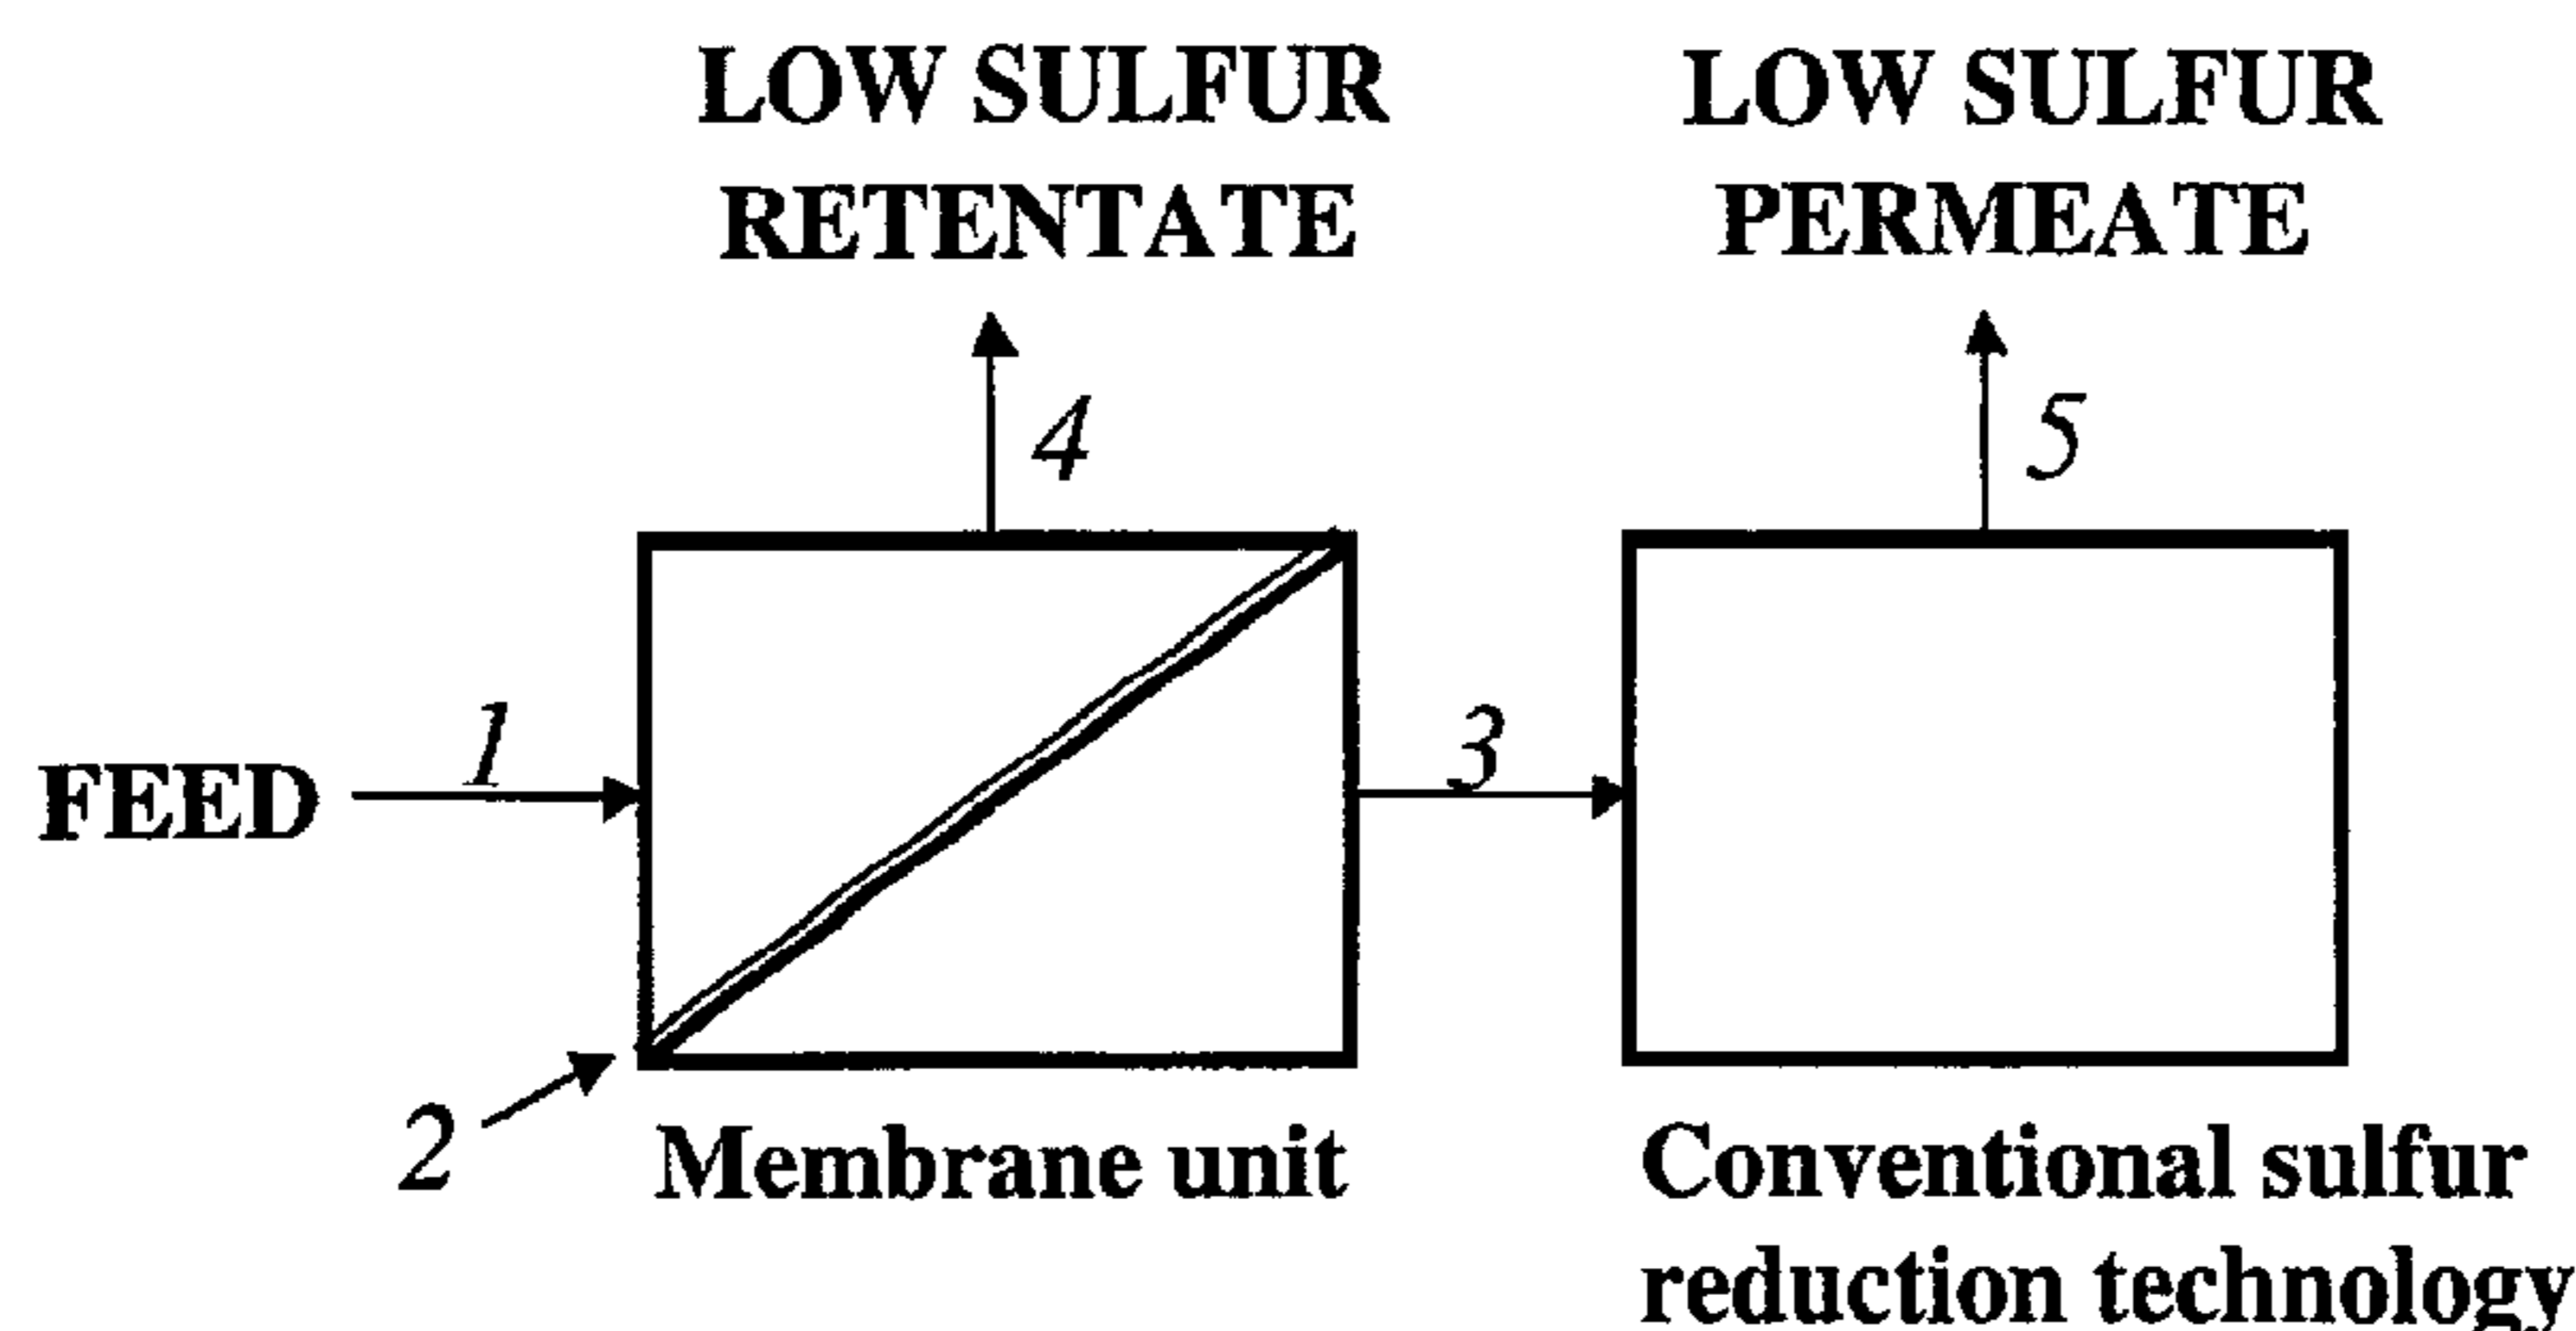 LOW SULFUR
RETENTATE
LOW SULFUR
PERMEATE
4
5
FEED
1
3
2
Membrane unit
Conventional sulfur
reduction technology